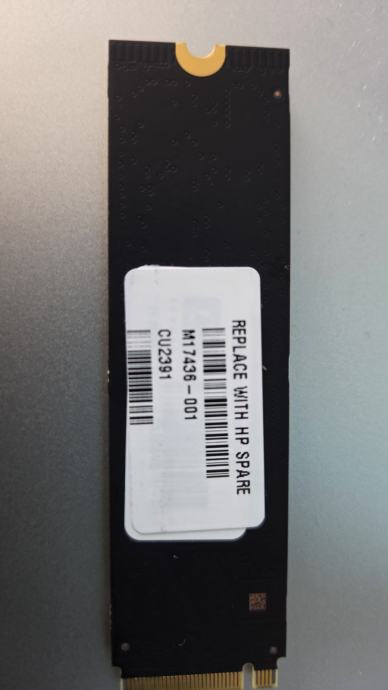 REPLACE WITH HP SPARE
M17436-001
CU2391